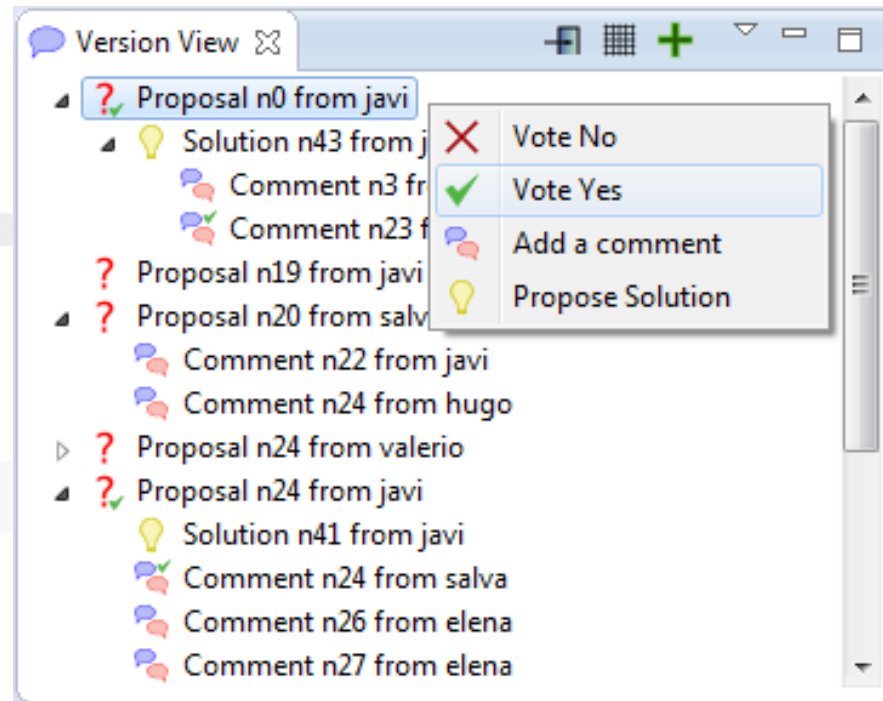 Version View
Proposal n0 from javi
Solution n43 from
Comment n3
Comment n23
Proposal n19 from javi
Proposal n20 from
Comment n22 from javi
Comment n24 from hugo
Proposal n24 from valerio
Proposal n24 from javi
Solution n41 from javi
Comment n24 from salva
Comment n26 from elena
Comment n27 from elena
Vote No
Vote Yes
Add a comment
Propose Solution